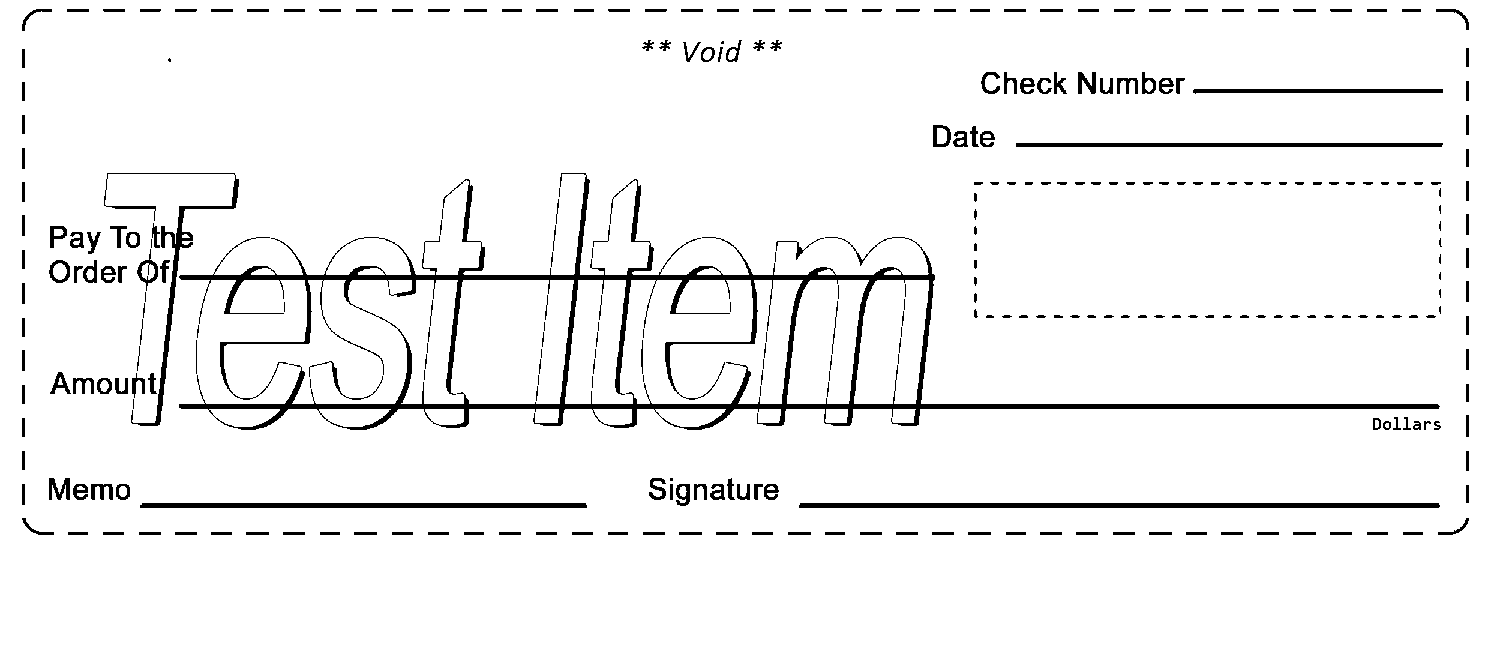 ** Void **
Check Number
Date
Test Item
Pay To the
Order Of
Amount
Dollars
Memo
Signature